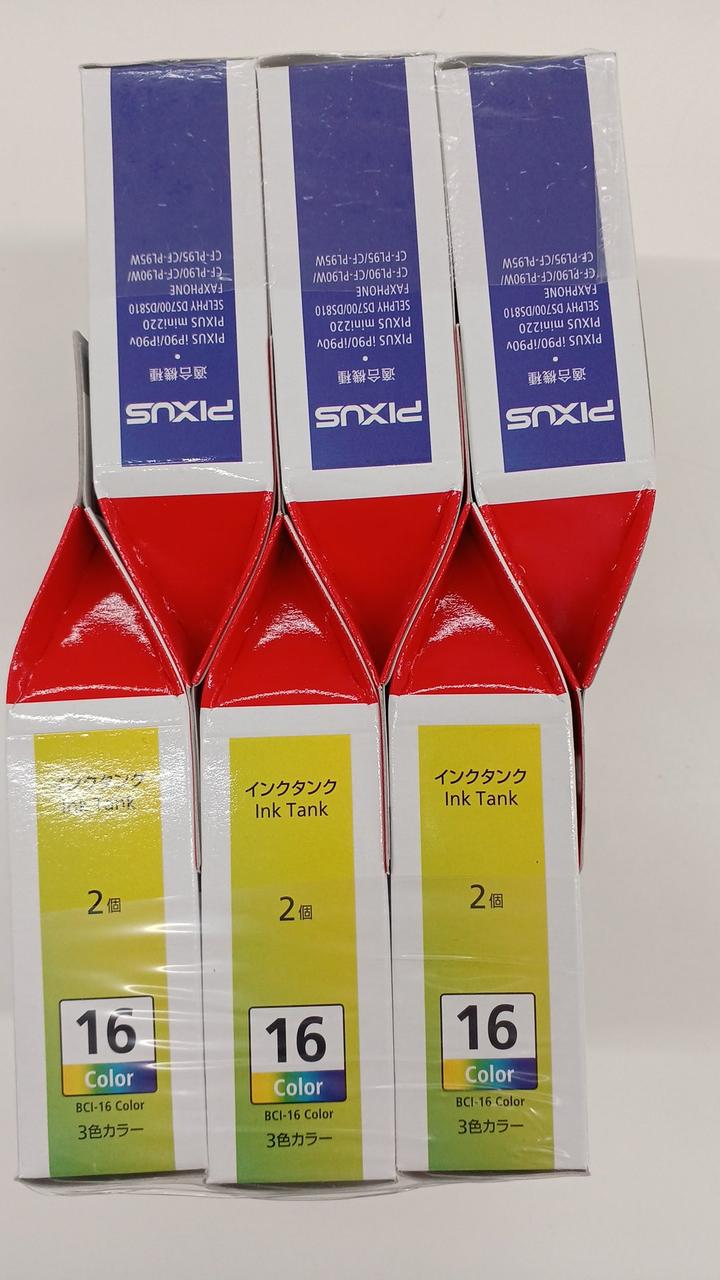 PIXUS
適合機種
●
PIXUS iP90/iP90v
PIXUS mini220
SELPHY DS700/DS810
FAXPHONE
CF-PL90/CF-PL90W/
CF-PL95/CF-PL95W
PIXUS
適合機種
●
PIXUS iP90/iP90v
PIXUS mini220
SELPHY DS700/DS810
FAXPHONE
CF-PL90/CF-PL90W/
CF-PL95/CF-PL95W
PIXUS
適合機種
●
PIXUS iP90/iP90v
PIXUS mini220
SELPHY DS700/DS810
FAXPHONE
CF-PL90/CF-PL90W/
CF-PL95/CF-PL95W
インクタンク
Ink Tank
2個
16
Color
BCI-16 Color
3色カラー
インクタンク
Ink Tank
2個
16
Color
BCI-16 Color
3色カラー
インクタンク
Ink Tank
2個
16
Color
BCI-16 Color
3色カラー